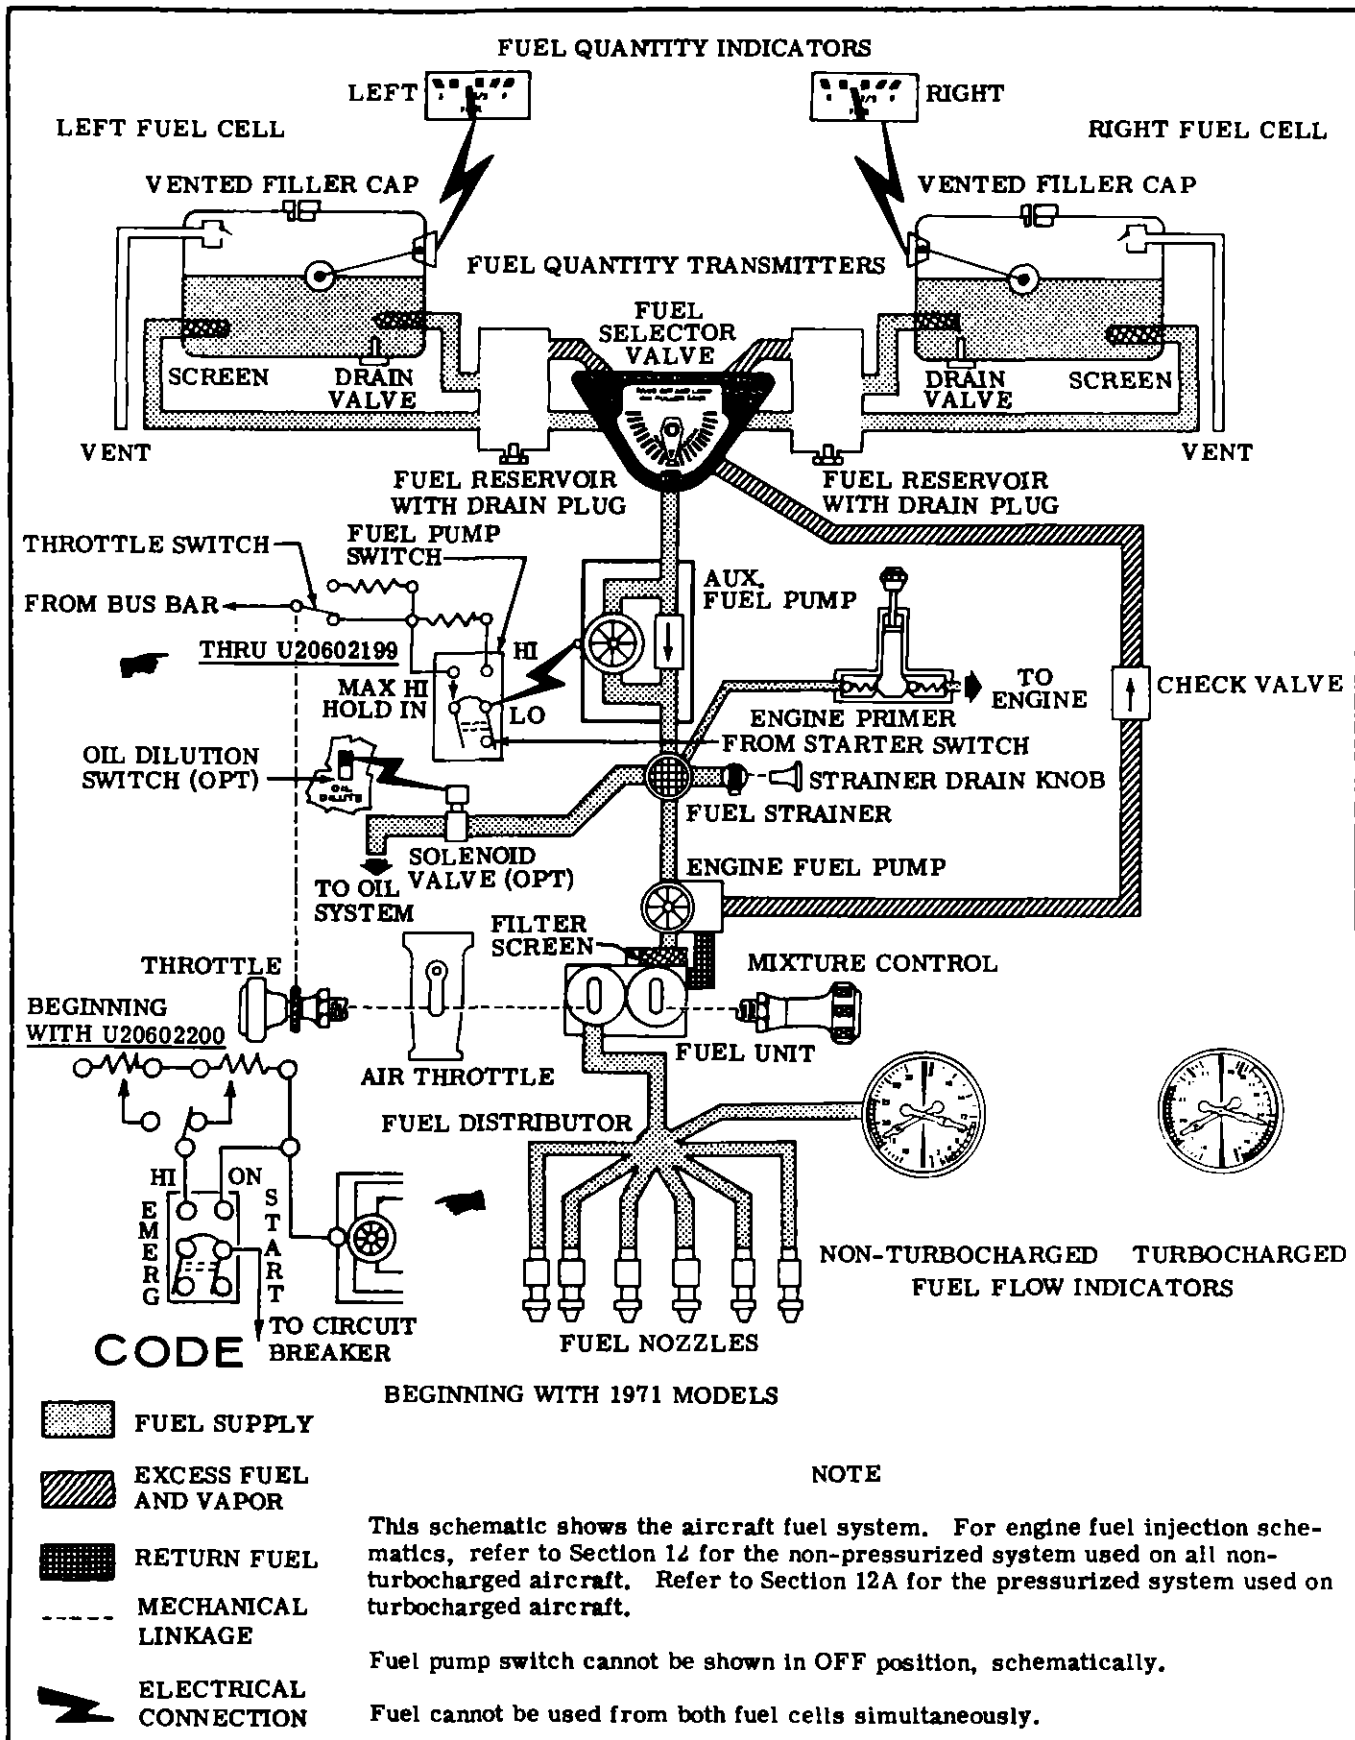 FUEL QUANTITY INDICATORS
LEFT
RIGHT
LEFT FUEL CELL
RIGHT FUEL CELL
VENTED FILLER CAP
VENTED FILLER CAP
FUEL QUANTITY TRANSMITTERS
FUEL
SELECTOR
VALVE
SCREEN
DRAIN
VALVE
DRAIN
VALVE
SCREEN
VENT
VENT
FUEL RESERVOIR
WITH DRAIN PLUG
FUEL RESERVOIR
WITH DRAIN PLUG
FUEL PUMP
SWITCH
THROTTLE SWITCH
FROM BUS BAR
THRU U20602199
AUX.
FUEL PUMP
HI
MAX HI
HOLD IN
LO
TO
ENGINE
CHECK VALVE
ENGINE PRIMER
FROM STARTER SWITCH
OIL DILUTION
SWITCH (OPT)
OIL
DILUTE
STRAINER DRAIN KNOB
FUEL STRAINER
SOLENOID
VALVE (OPT)
TO OIL
SYSTEM
ENGINE FUEL PUMP
FILTER
SCREEN
THROTTLE
MIXTURE CONTROL
BEGINNING
WITH U20602200
FUEL UNIT
AIR THROTTLE
FUEL DISTRIBUTOR
HI
ON
EMERG
START
TO CIRCUIT
BREAKER
NON-TURBOCHARGED
TURBOCHARGED
FUEL FLOW INDICATORS
FUEL NOZZLES
CODE
BEGINNING WITH 1971 MODELS
FUEL SUPPLY
EXCESS FUEL
AND VAPOR
RETURN FUEL
MECHANICAL
LINKAGE
ELECTRICAL
CONNECTION
NOTE
This schematic shows the aircraft fuel system. For engine fuel injection sche-
matics, refer to Section 12 for the non-pressurized system used on all non-
turbocharged aircraft. Refer to Section 12A for the pressurized system used on
turbocharged aircraft.
Fuel pump switch cannot be shown in OFF position, schematically.
Fuel cannot be used from both fuel cells simultaneously.